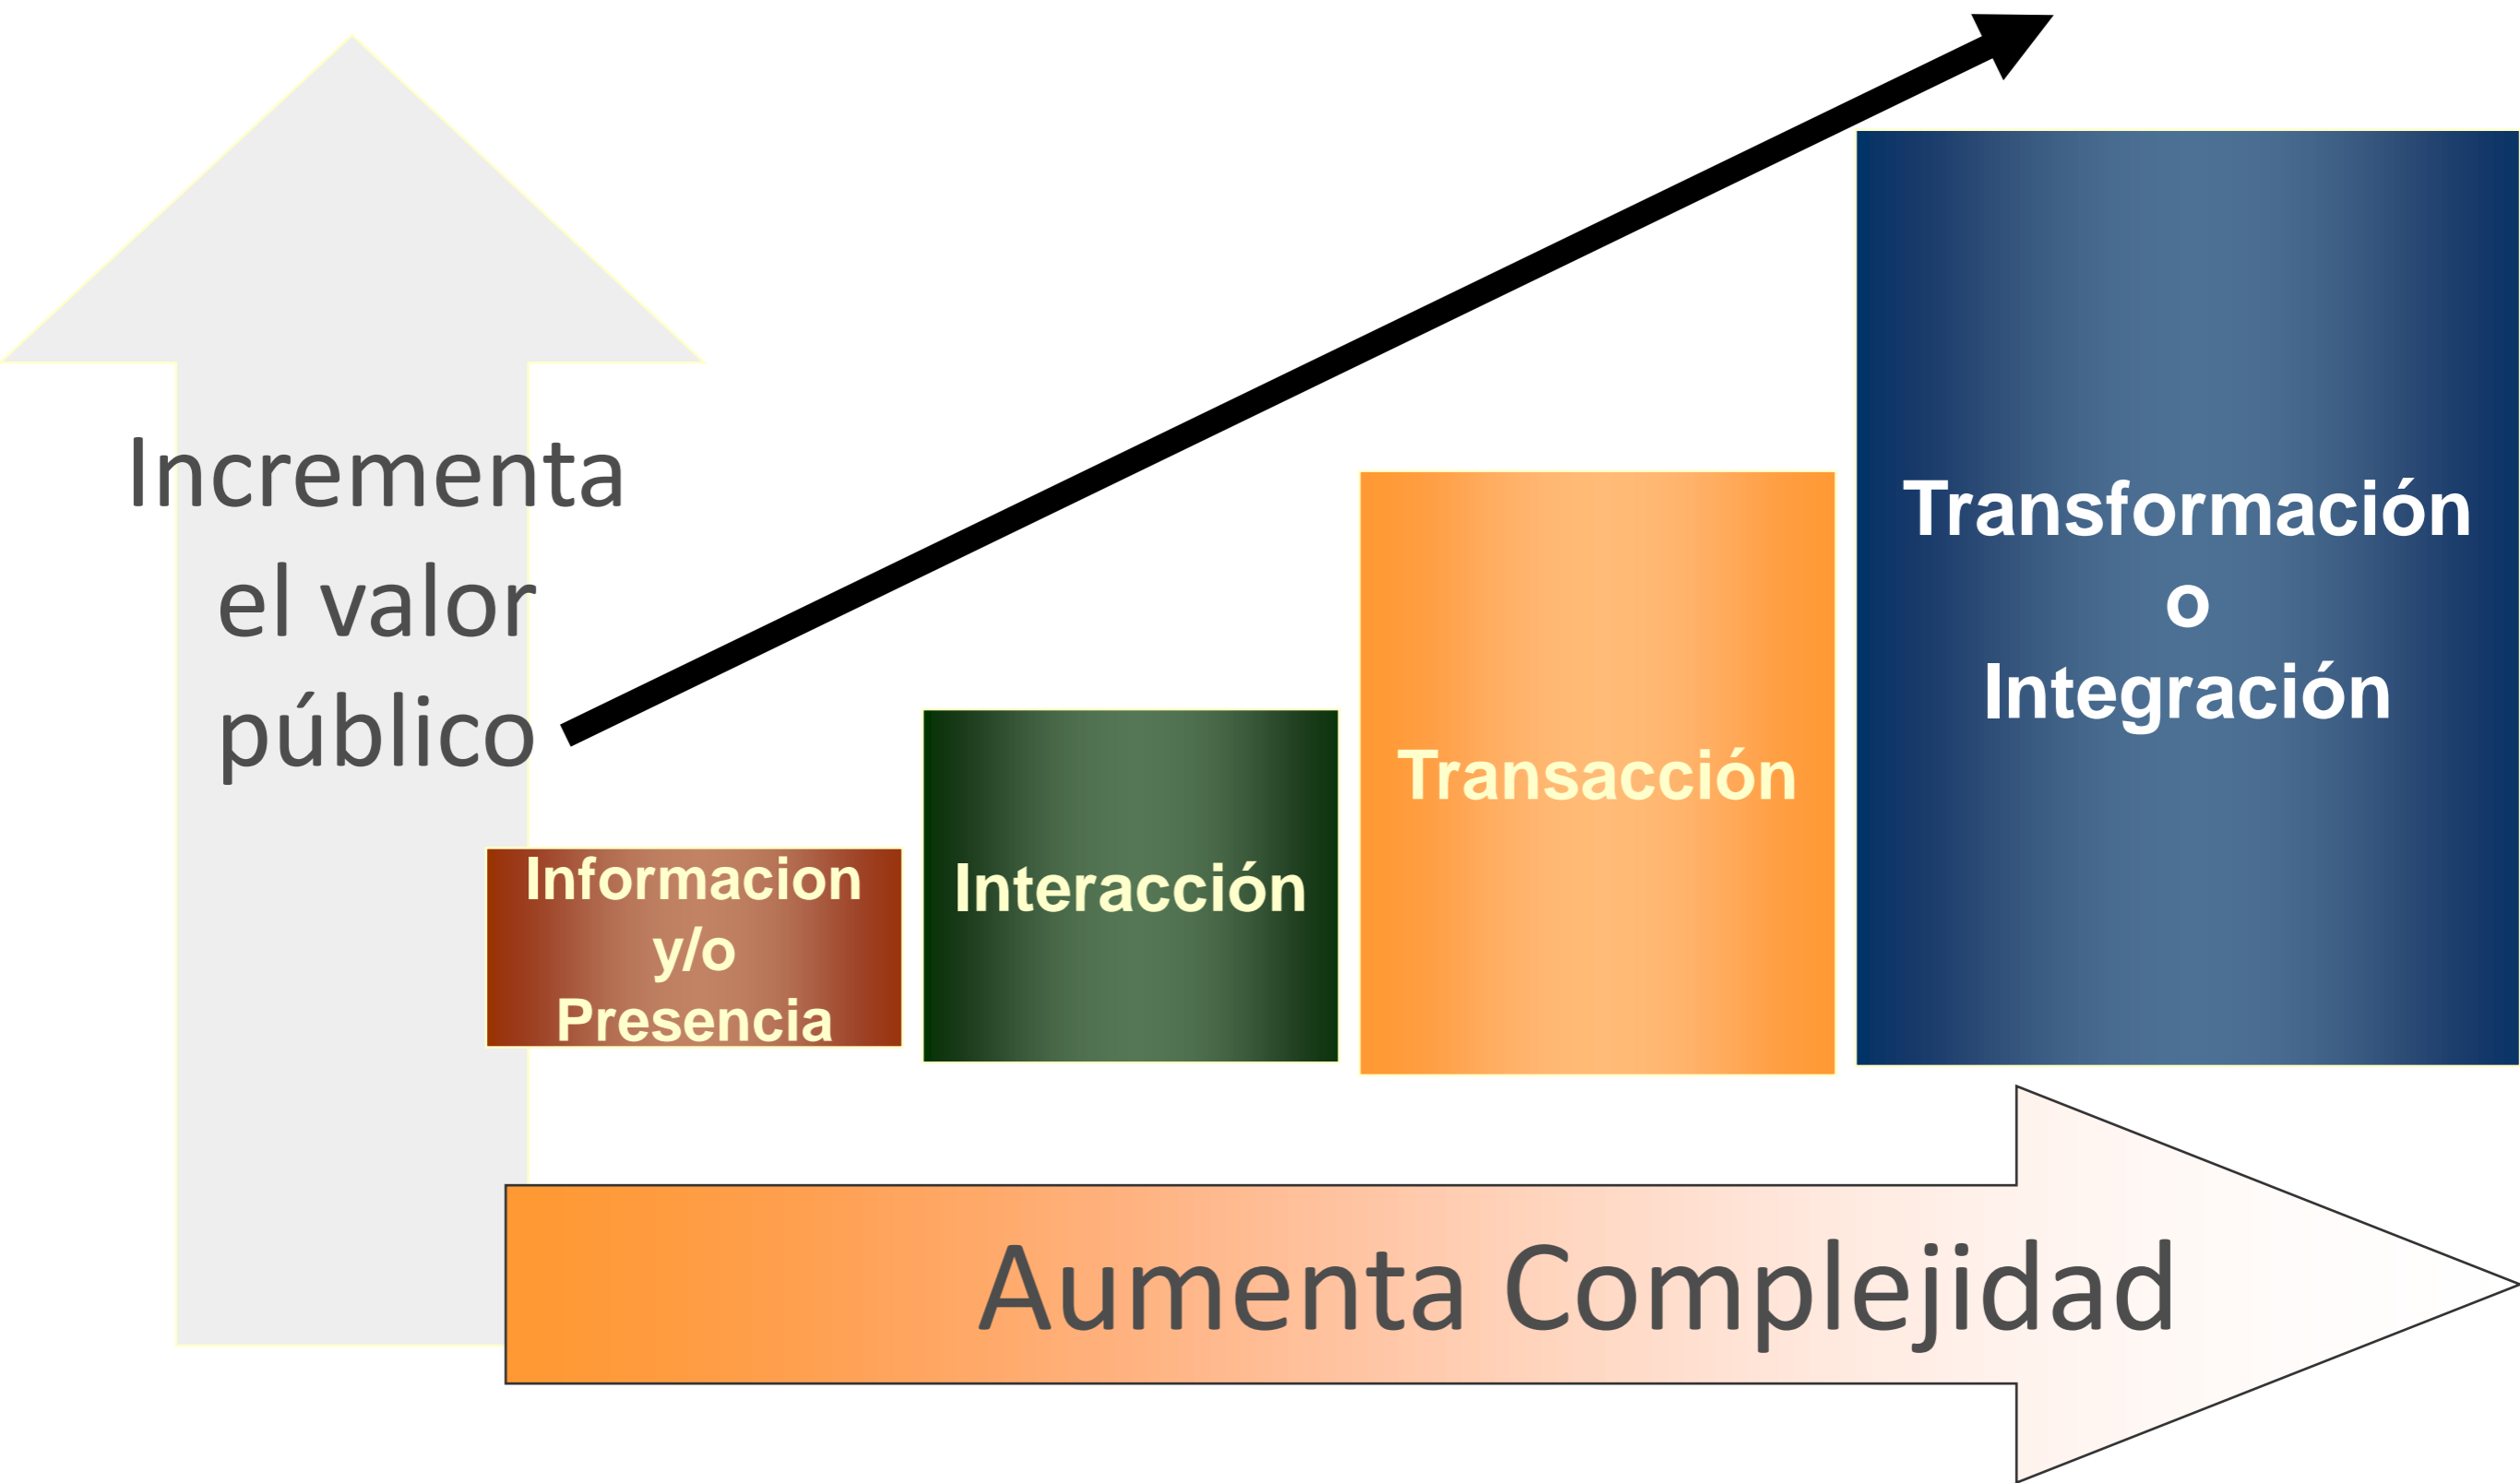 Incrementa
el valor
público
Informacion
y/o
Presencia
Interacción
Transacción
Transformación
o
Integración
Aumenta Complejidad